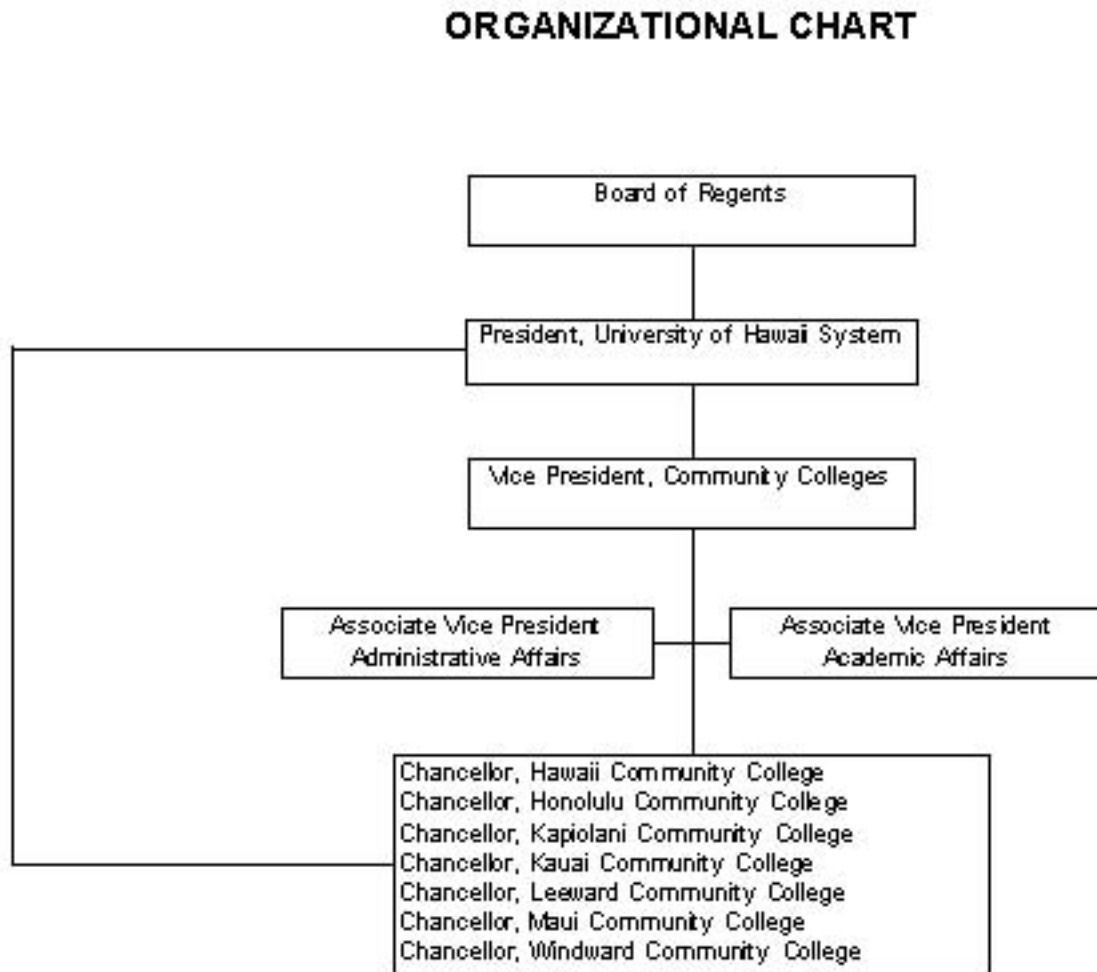 ORGANIZATIONAL CHART
Board of Regents
President, University of Hawaii System
Vice President, Community Colleges
Associate Vice President
Administrative Affairs
Associate Vice President
Academic Affairs
Chancellor, Hawaii Community College
Chancellor, Honolulu Community College
Chancellor, Kapiolani Community College
Chancellor, Kauai Community College
Chancellor, Leeward Community College
Chancellor, Maui Community College
Chancellor, Windward Community College